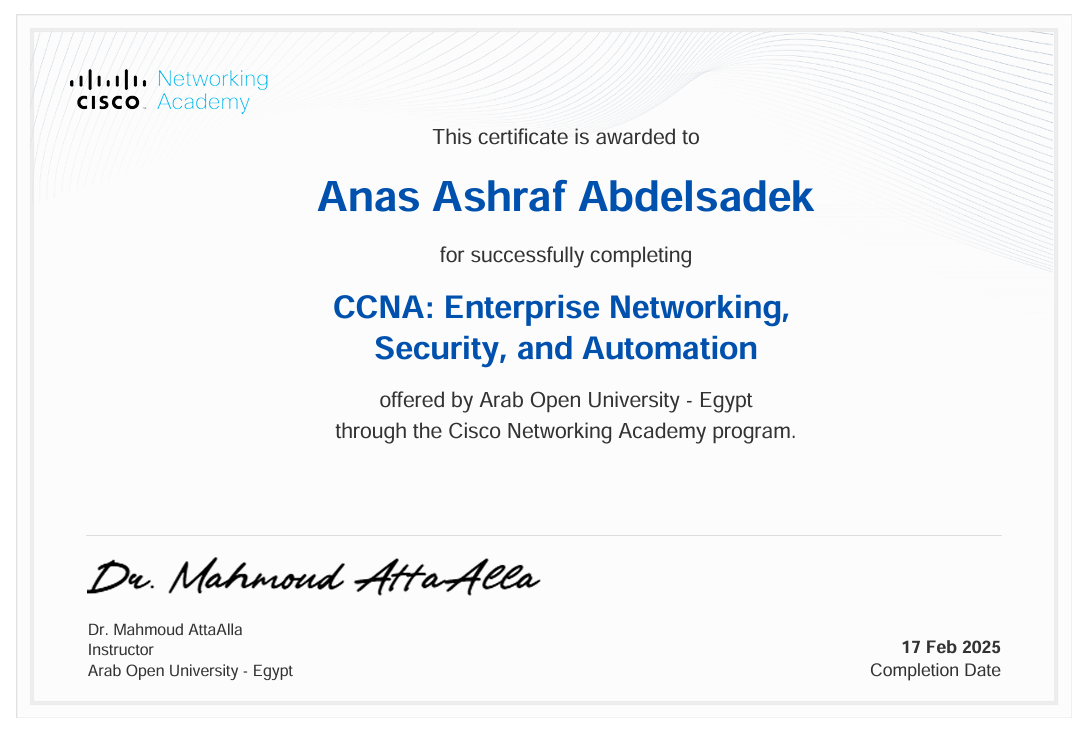 Networking
CISCO Academy
This certificate is awarded to
Anas Ashraf Abdelsadek
for successfully completing
CCNA: Enterprise Networking,
Security, and Automation
offered by Arab Open University - Egypt
through the Cisco Networking Academy program.
Dr. Mahmoud AttaAlla
Dr. Mahmoud AttaAlla
Instructor
Arab Open University - Egypt
17 Feb 2025
Completion Date